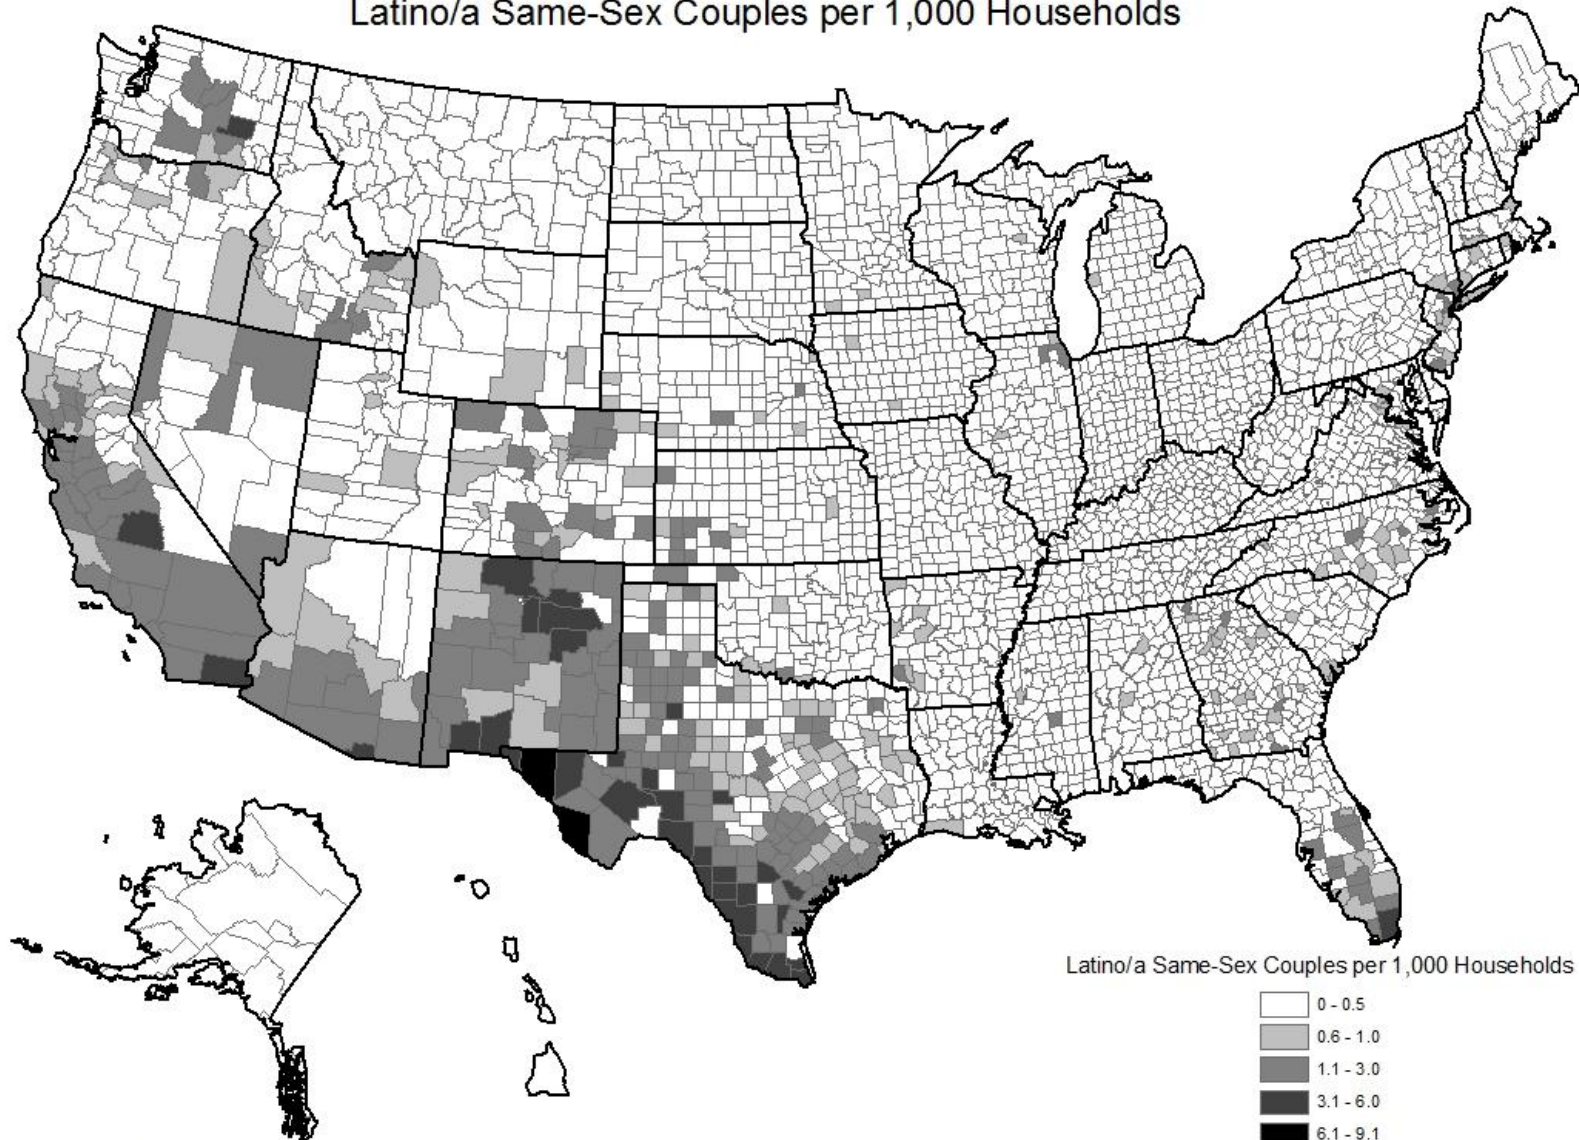 Latino/a Same-Sex Couples per 1,000 Households
Latino/a Same-Sex Couples per 1,000 Households
0 - 0.5
0.6 - 1.0
1.1 - 3.0
3.1 - 6.0
6.1 - 9.1